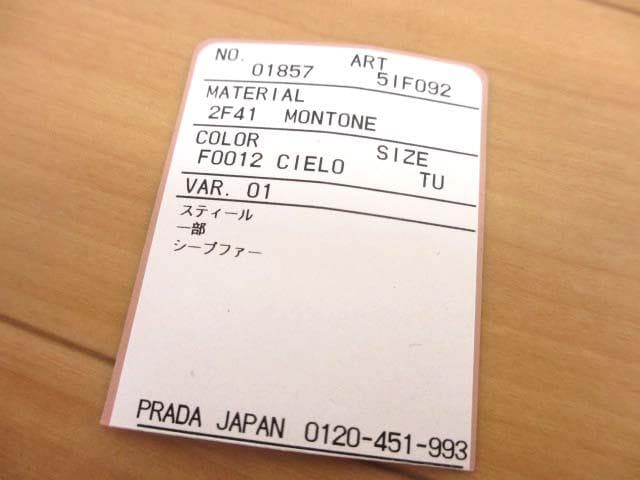 NO. ART
01857 5IF092
MATERIAL
2F41 MONTONE
COLOR SIZE
F0012 CIELO TU
VAR. 01
スティール
一部
シープファー
PRADA JAPAN 0120-451-993